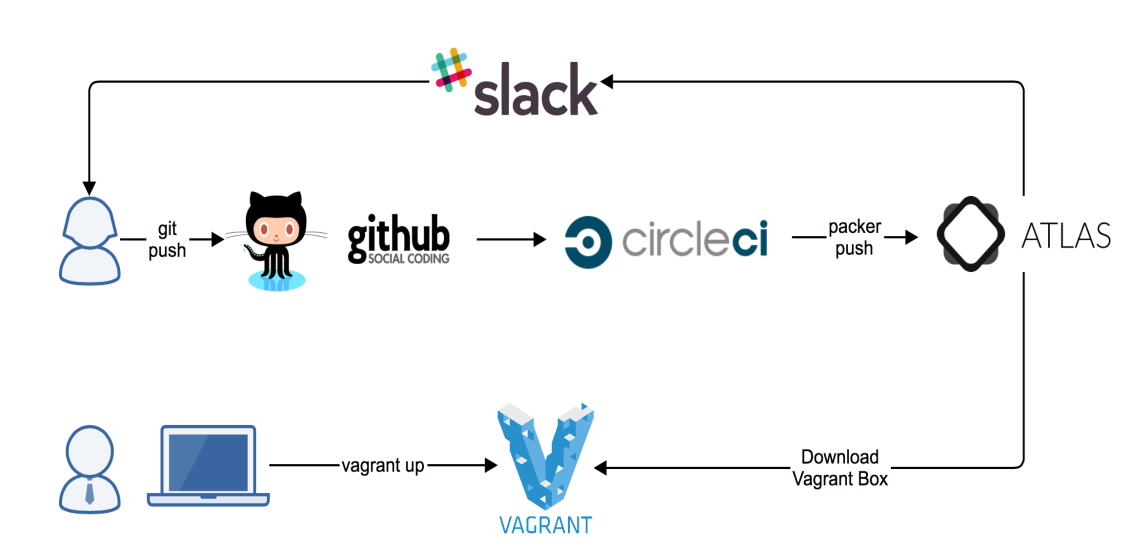 slack
git
push
github
SOCIAL CODING
circleci
packer
push
ATLAS
vagrant up
VAGRANT
Download
Vagrant Box